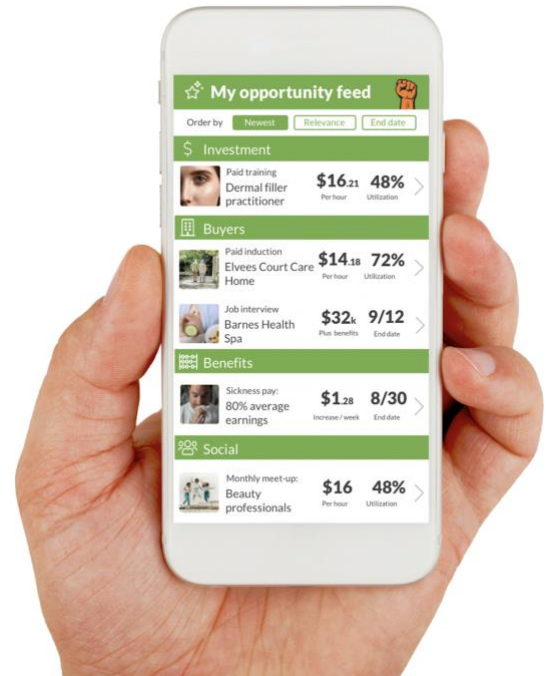 My opportunity feed
Order by Newest Relevance End date
$ Investment
Paid training
Dermal filler
practitioner
$16.21 48%
Per hour Utilization
Buyers
Paid induction
Elvees Court Care
Home
$14.18 72%
Per hour Utilization
Job interview
Barnes Health
Spa
$32k 9/12
Plus benefits End date
Benefits
Sickness pay:
80% average
earnings
$1.28 8/30
Increase / week End date
Social
Monthly meet-up:
Beauty
professionals
$16 48%
Per hour Utilization